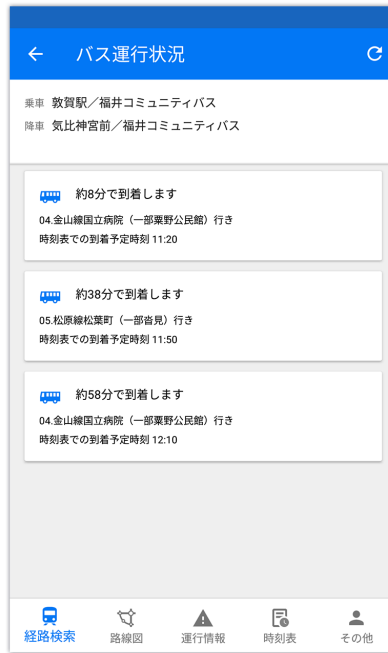 バス運行状況
乗車 敦賀駅／福井コミュニティバス
降車 気比神宮前／福井コミュニティバス
約8分で到着します
04.金山線国立病院（一部粟野公民館）行き
時刻表での到着予定時刻 11:20
約38分で到着します
05.松原線松葉町（一部沓見）行き
時刻表での到着予定時刻 11:50
約58分で到着します
04.金山線国立病院（一部粟野公民館）行き
時刻表での到着予定時刻 12:10
経路検索 路線図 運行情報 時刻表 その他